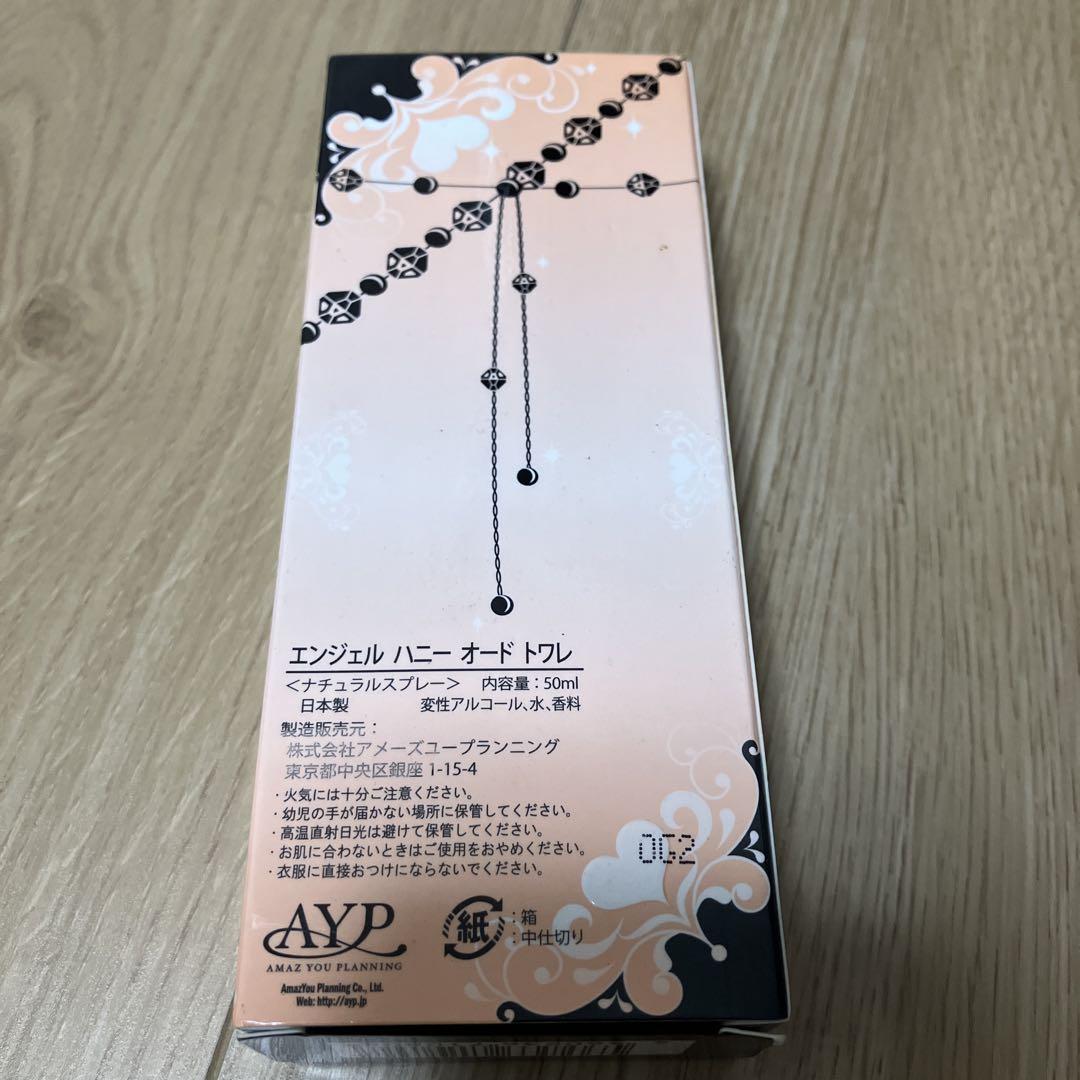 エンジェル ハニー オード トワレ
＜ナチュラルスプレー＞ 内容量：50ml
日本製 変性アルコール、水、香料
製造販売元：
株式会社アメーズユープランニング
東京都中央区銀座 1-15-4
・火気には十分ご注意ください。
・幼児の手が届かない場所に保管してください。
・高温直射日光は避けて保管してください。
・お肌に合わないときはご使用をおやめください。
・衣服に直接おつけにならないでください。
OG2
AYP
AMAZ YOU PLANNING
AmazYou Planning Co., Ltd.
Web: http://ayp.jp
紙
：箱
：中仕切り